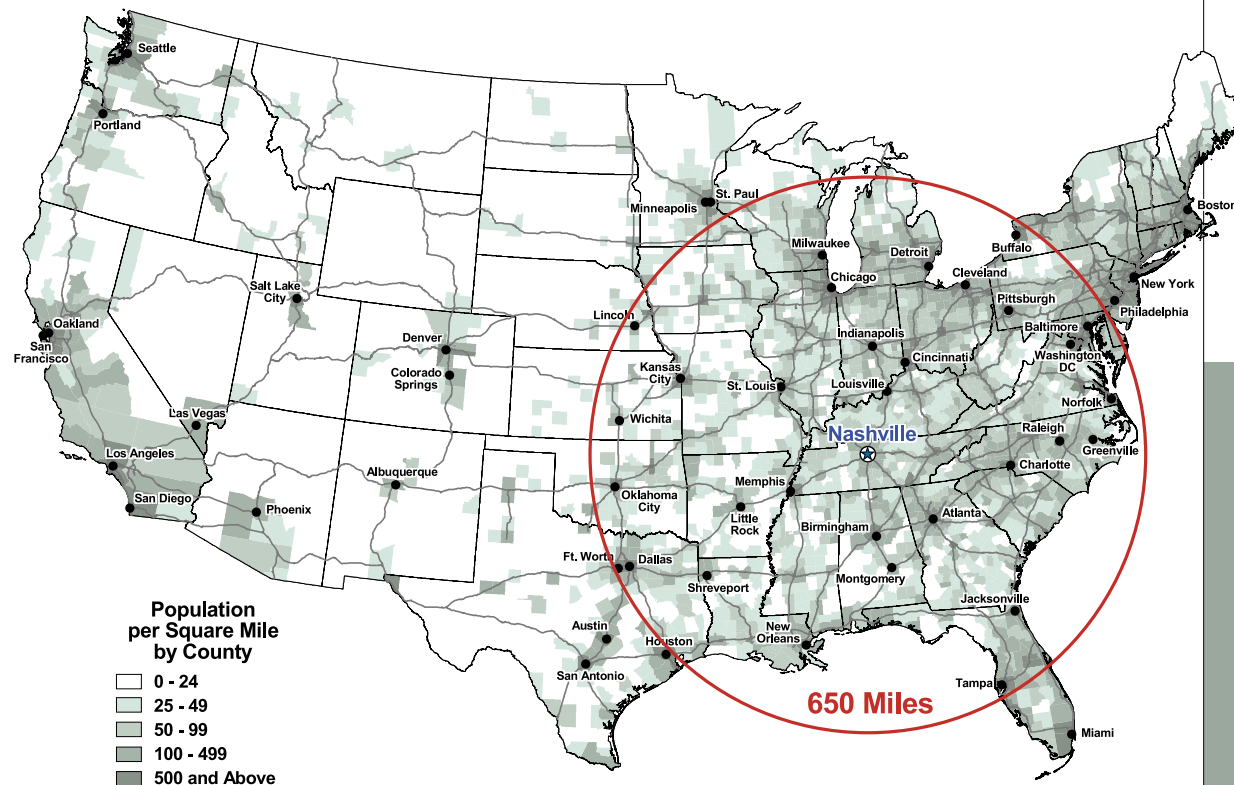 Seattle
Portland
St. Paul
Minneapolis
Boston
Milwaukee
Detroit
Buffalo
Chicago
Cleveland
New York
Salt Lake
City
Pittsburgh
Philadelphia
Lincoln
Oakland
San
Francisco
Denver
Indianapolis
Baltimore
Washington
DC
Colorado
Springs
Kansas
City
St. Louis
Cincinnati
Louisville
Las Vegas
Wichita
Norfolk
Nashville
Raleigh
Greenville
Los Angeles
Albuquerque
Memphis
Charlotte
San Diego
Phoenix
Oklahoma
City
Little
Rock
Birmingham
Atlanta
Ft. Worth
Dallas
Shreveport
Montgomery
Jacksonville
Austin
Houston
New
Orleans
San Antonio
Tampa
650 Miles
Miami
Population
per Square Mile
by County
0 - 24
25 - 49
50 - 99
100 - 499
500 and Above